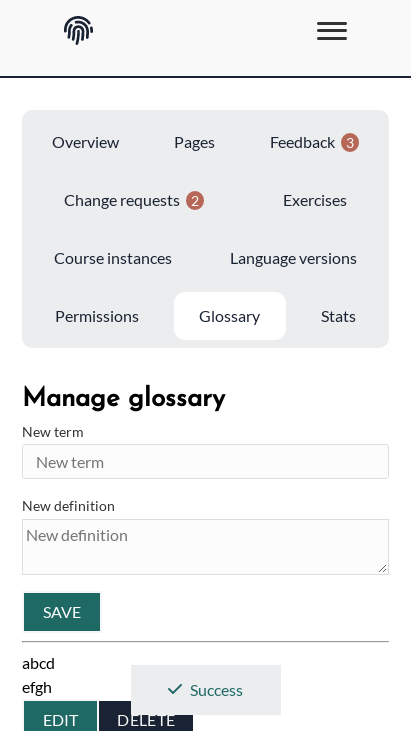 Overview Pages Feedback 3
Change requests 2 Exercises
Course instances Language versions
Permissions Glossary Stats
Manage glossary
New term
New term
New definition
New definition
SAVE
abcd
efgh
Success
EDIT DELETE